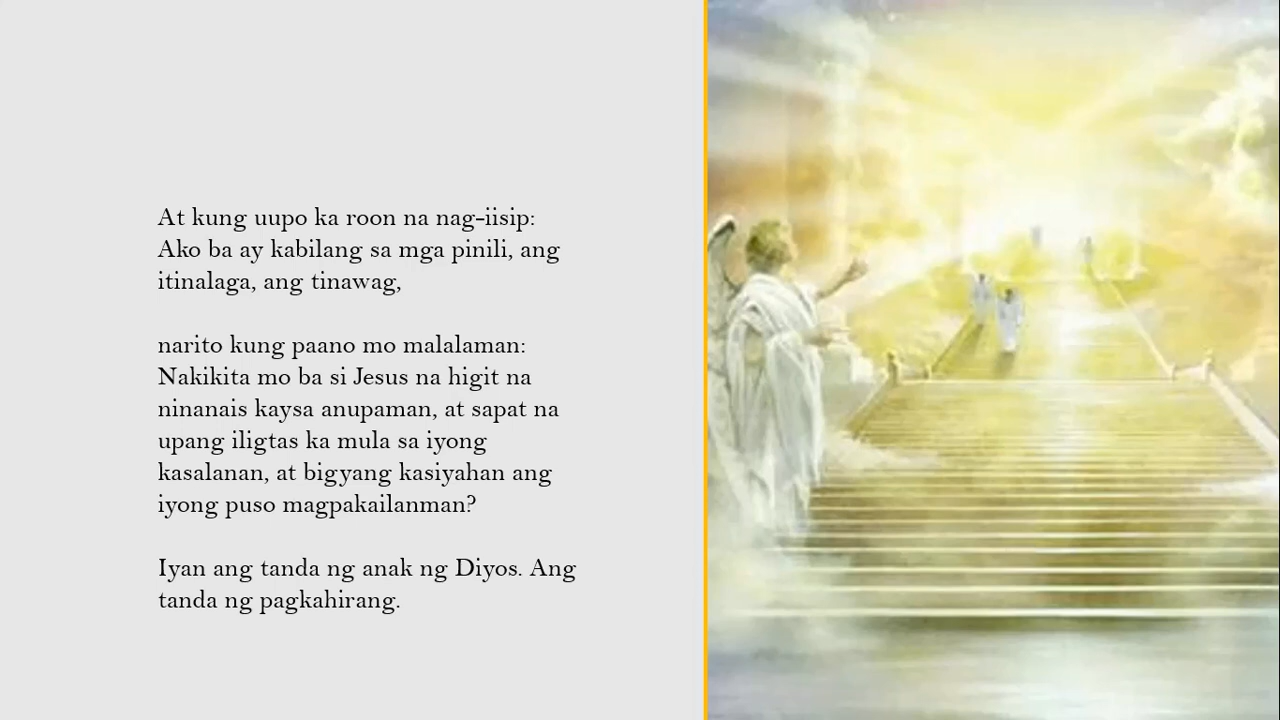 At kung uupo ka roon na nag-iisip:
Ako ba ay kabilang sa mga pinili, ang
itinalaga, ang tinawag,
narito kung paano mo malalaman:
Nakikita mo ba si Jesus na higit na
ninanais kaysa anupaman, at sapat na
upang iligtas ka mula sa iyong
kasalanan, at bigyang kasiyahan ang
iyong puso magpakailanman?
Iyan ang tanda ng anak ng Diyos. Ang
tanda ng pagkahirang.